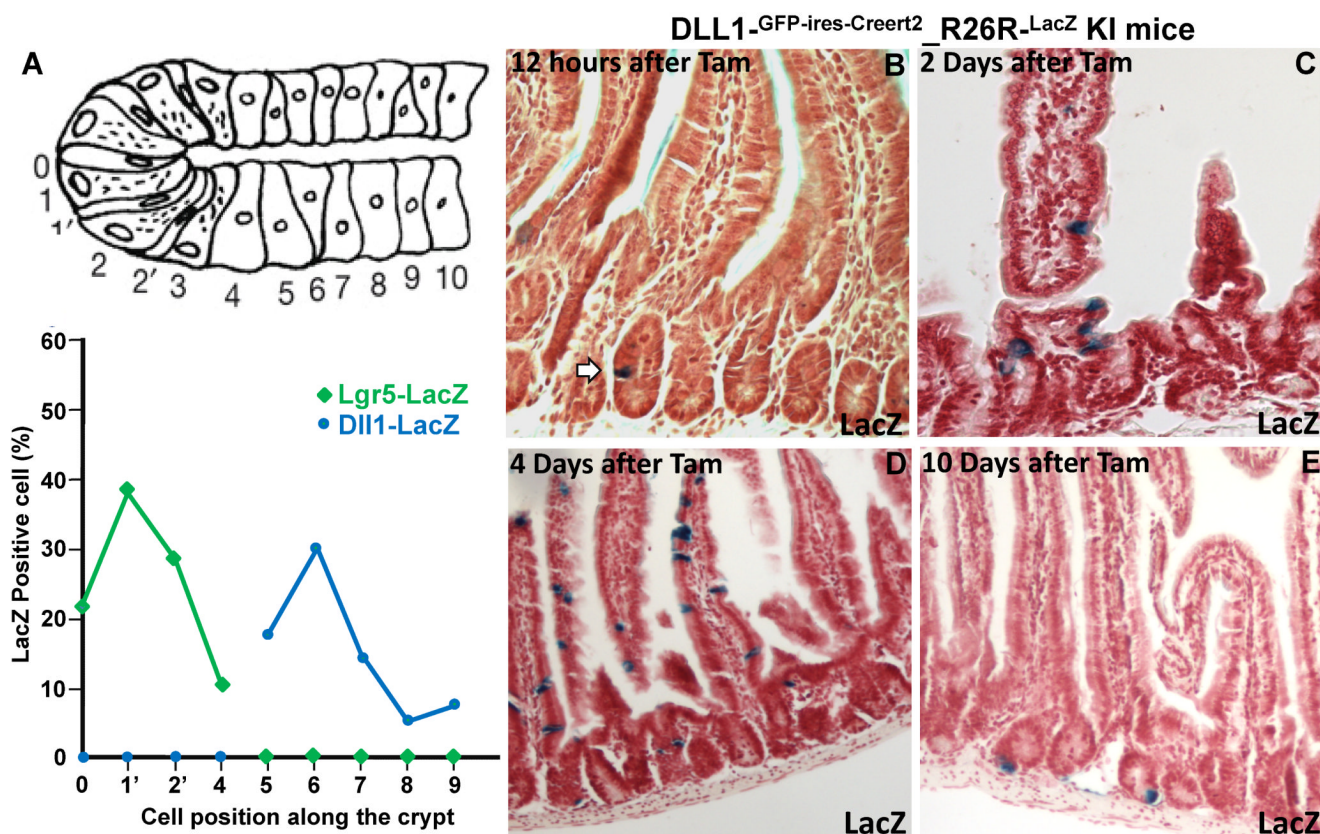 DLL1-GFP-ires-Creert2_R26R-LacZ KI mice
A
0
1
1'
2
2'
3
4
5
6
7
8
9
10
60
50
40
30
20
10
0
LacZ Positive cell (%)
Lgr5-LacZ
Dll1-LacZ
0 1' 2' 4 5 6 7 8 9
Cell position along the crypt
12 hours after Tam B
LacZ
2 Days after Tam C
LacZ
4 Days after Tam D
LacZ
10 Days after Tam E
LacZ